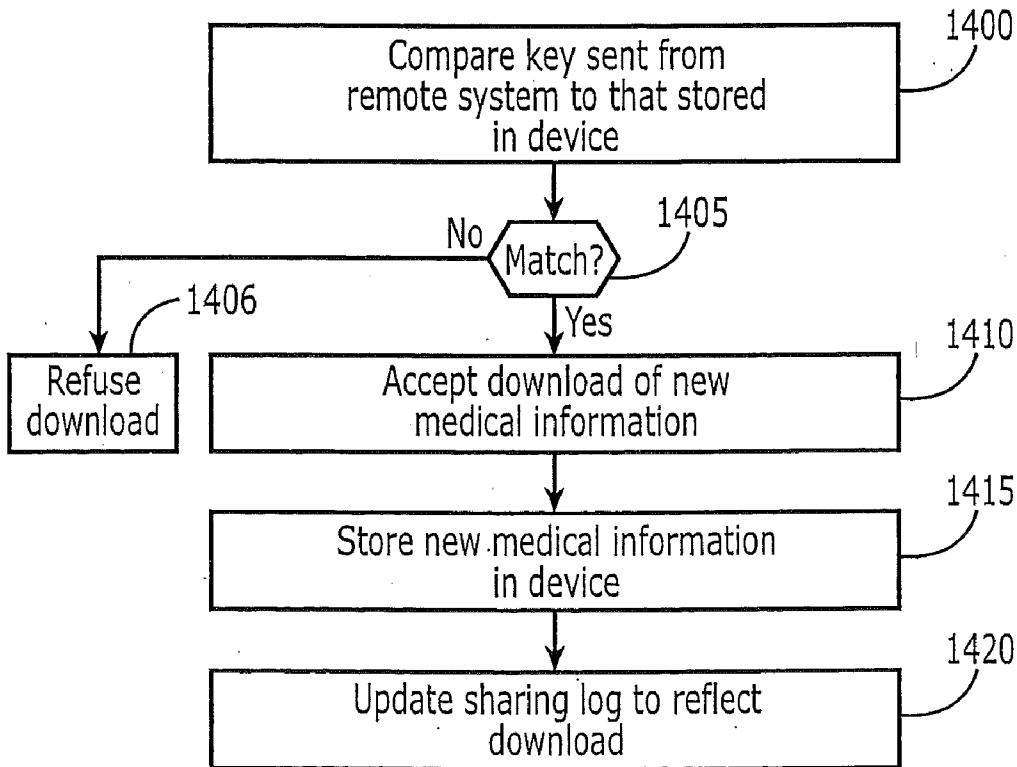 1400
Compare key sent from
remote system to that stored
in device
1405
No
Match?
Yes
1406
Refuse
download
1410
Accept download of new
medical information
1415
Store new medical information
in device
1420
Update sharing log to reflect
download